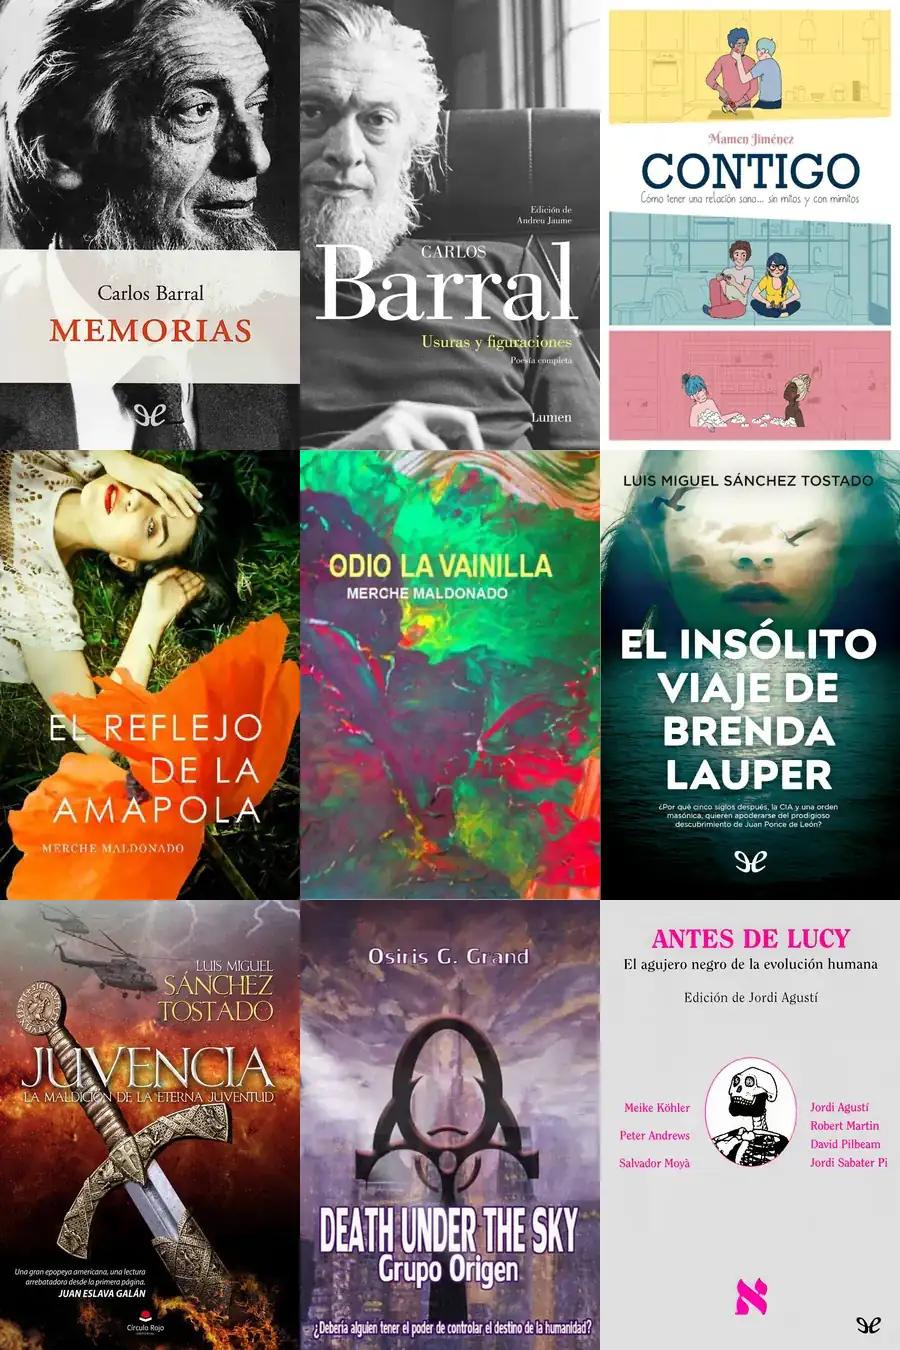 Carlos Barral
MEMORIAS
Edición de
Andreu Jaume
CARLOS
Barral
Usuras y figuraciones
Poesía completa
Lumen
Mamen Jiménez
CONTIGO
Cómo tener una relación sana... sin mitos y con mimitos
EL REFLEJO
DE LA
AMAPOLA
MERCHE MALDONADO
ODIO LA VAINILLA
MERCHE MALDONADO
LUIS MIGUEL SÁNCHEZ TOSTADO
EL INSÓLITO
VIAJE DE
BRENDA
LAUPER
¿Por qué cinco siglos después, la CIA y una orden
masónica, quieren apoderarse del prodigioso
descubrimiento de Juan Ponce de León?
LUIS MIGUEL
SÁNCHEZ
TOSTADO
JUVENCIA
LA MALDICIÓN DE LA ETERNA JUVENTUD
Una gran epopeya americana, una lectura
arrebatadora desde la primera página.
JUAN ESLAVA GALÁN
Círculo Rojo
EDITORIAL
Osiris G. Grand
DEATH UNDER THE SKY
Grupo Origen
¿Debería alguien tener el poder de controlar el destino de la humanidad?
ANTES DE LUCY
El agujero negro de la evolución humana
Edición de Jordi Agustí
Meike Köhler
Peter Andrews
Salvador Moyà
Jordi Agustí
Robert Martin
David Pilbeam
Jordi Sabater Pi